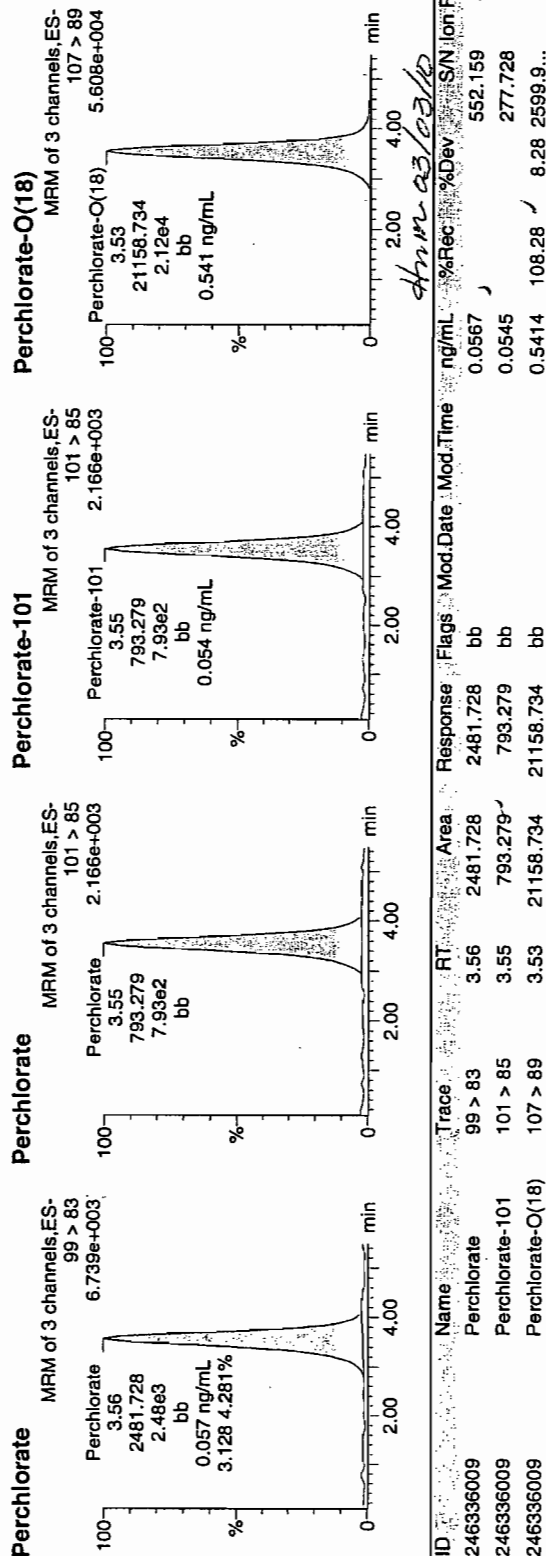 Perchlorate
MRM of 3 channels,ES-
99 > 83
6.739e+003
100
%
0
Perchlorate
3.56
2481.728
2.48e3
bb
0.057 ng/mL
3.128 4.281%
2.00
4.00
min
Perchlorate
MRM of 3 channels,ES-
101 > 85
2.166e+003
100
%
0
Perchlorate
3.55
793.279
7.93e2
bb
2.00
4.00
min
Perchlorate-101
MRM of 3 channels,ES-
101 > 85
2.166e+003
100
%
0
Perchlorate-101
3.55
793.279
7.93e2
bb
0.054 ng/mL
2.00
4.00
min
Perchlorate-O(18)
MRM of 3 channels,ES-
107 > 89
5.608e+004
100
%
0
Perchlorate-O(18)
3.53
21158.734
2.12e4
bb
0.541 ng/mL
2.00
4.00
min
03/03/10
ID Name Trace RT Area Response Flags Mod.Date Mod.Time ng/mL %Rec %Dev S/N Ion
246336009 Perchlorate 99 > 83 3.56 2481.728 2481.728 bb 0.0567 552.159
246336009 Perchlorate-101 101 > 85 3.55 793.279 793.279 bb 0.0545 277.728
246336009 Perchlorate-O(18) 107 > 89 3.53 21158.734 21158.734 bb 0.5414 108.28 8.28 2599.9...